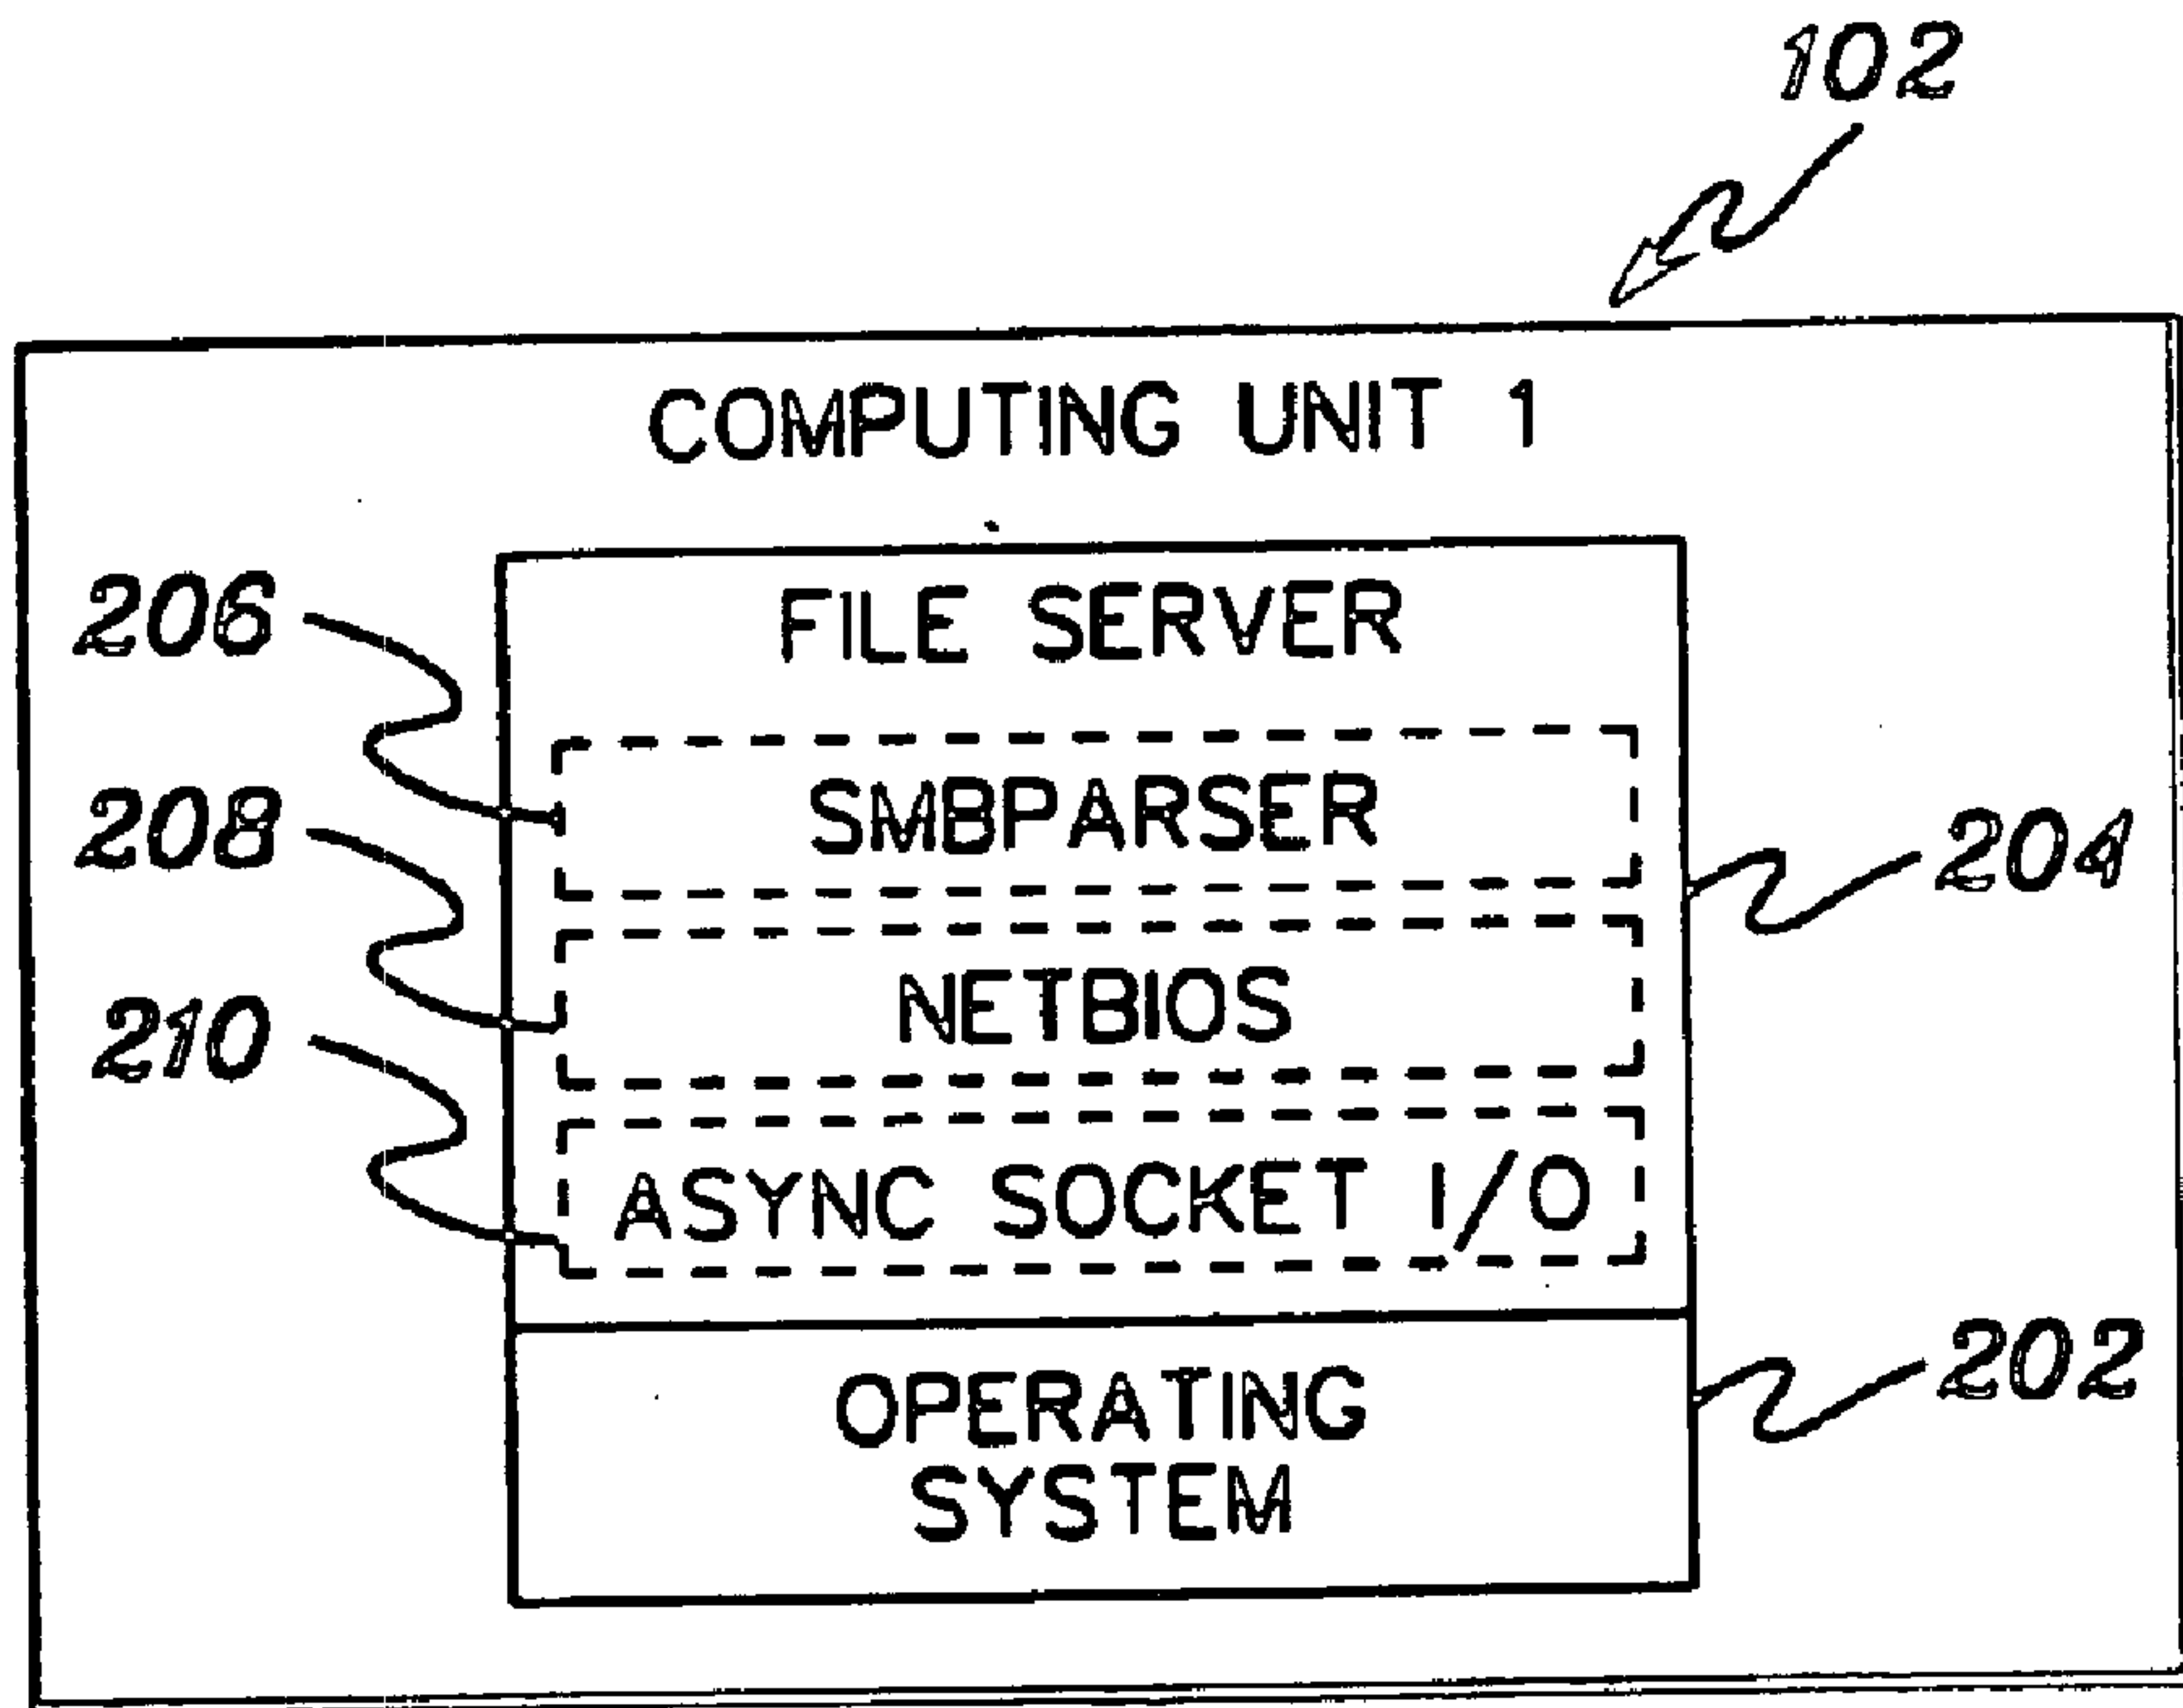 102
COMPUTING UNIT 1
206
FILE SERVER
208
SMBPARSER
204
210
NETBIOS
ASYNC SOCKET I/O
202
OPERATING
SYSTEM